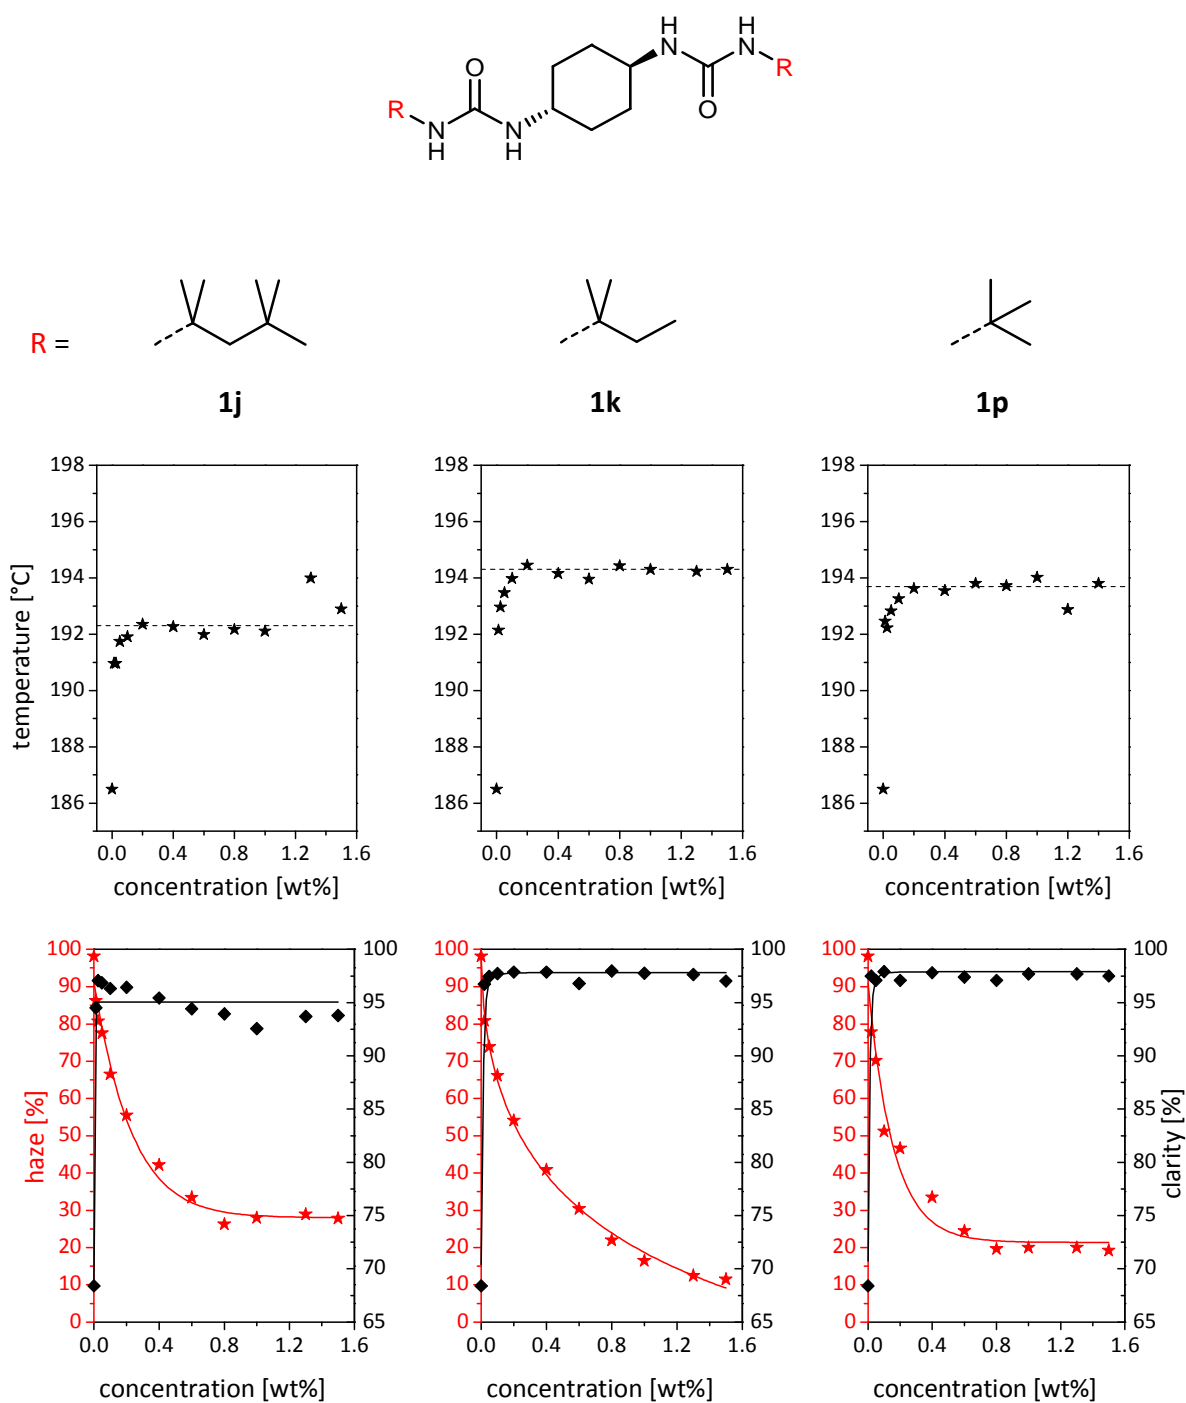 H H
N N
O R
R
N N O
H H
R =
1j 1k 1p
198 198 198
196 196 196
194 194 194
192 192 192
190 190 190
188 188 188
186 186 186
temperature [°C]
0.0 0.4 0.8 1.2 1.6 0.0 0.4 0.8 1.2 1.6 0.0 0.4 0.8 1.2 1.6
concentration [wt%] concentration [wt%] concentration [wt%]
100 100 100 100 100 100
90 90 90
95 95 95
80 80 80
70 90 70 90 70 90
60 60 60
85 85 85
50 50 50
40 80 40 80 40 80
30 75 30 75 30 75
20 20 20
10 70 10 70 10 70
0 65 0 65 0 65
haze [%]
clarity [%]
0.0 0.4 0.8 1.2 1.6 0.0 0.4 0.8 1.2 1.6 0.0 0.4 0.8 1.2 1.6
concentration [wt%] concentration [wt%] concentration [wt%]